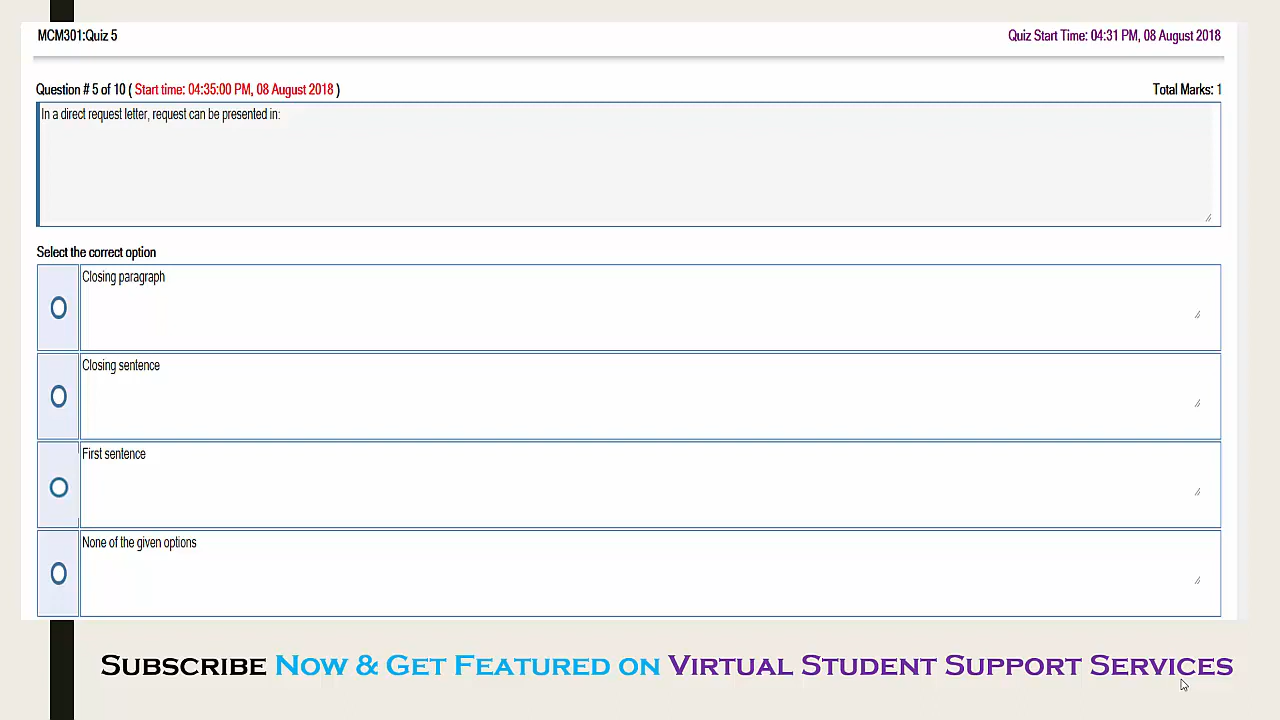 MCM301:Quiz 5
Quiz Start Time: 04:31 PM, 08 August 2018
Question # 5 of 10 ( Start time: 04:35:00 PM, 08 August 2018 )
Total Marks: 1
In a direct request letter, request can be presented in:
Select the correct option
Closing paragraph
Closing sentence
First sentence
None of the given options
Subscribe Now & Get Featured on Virtual Student Support Services